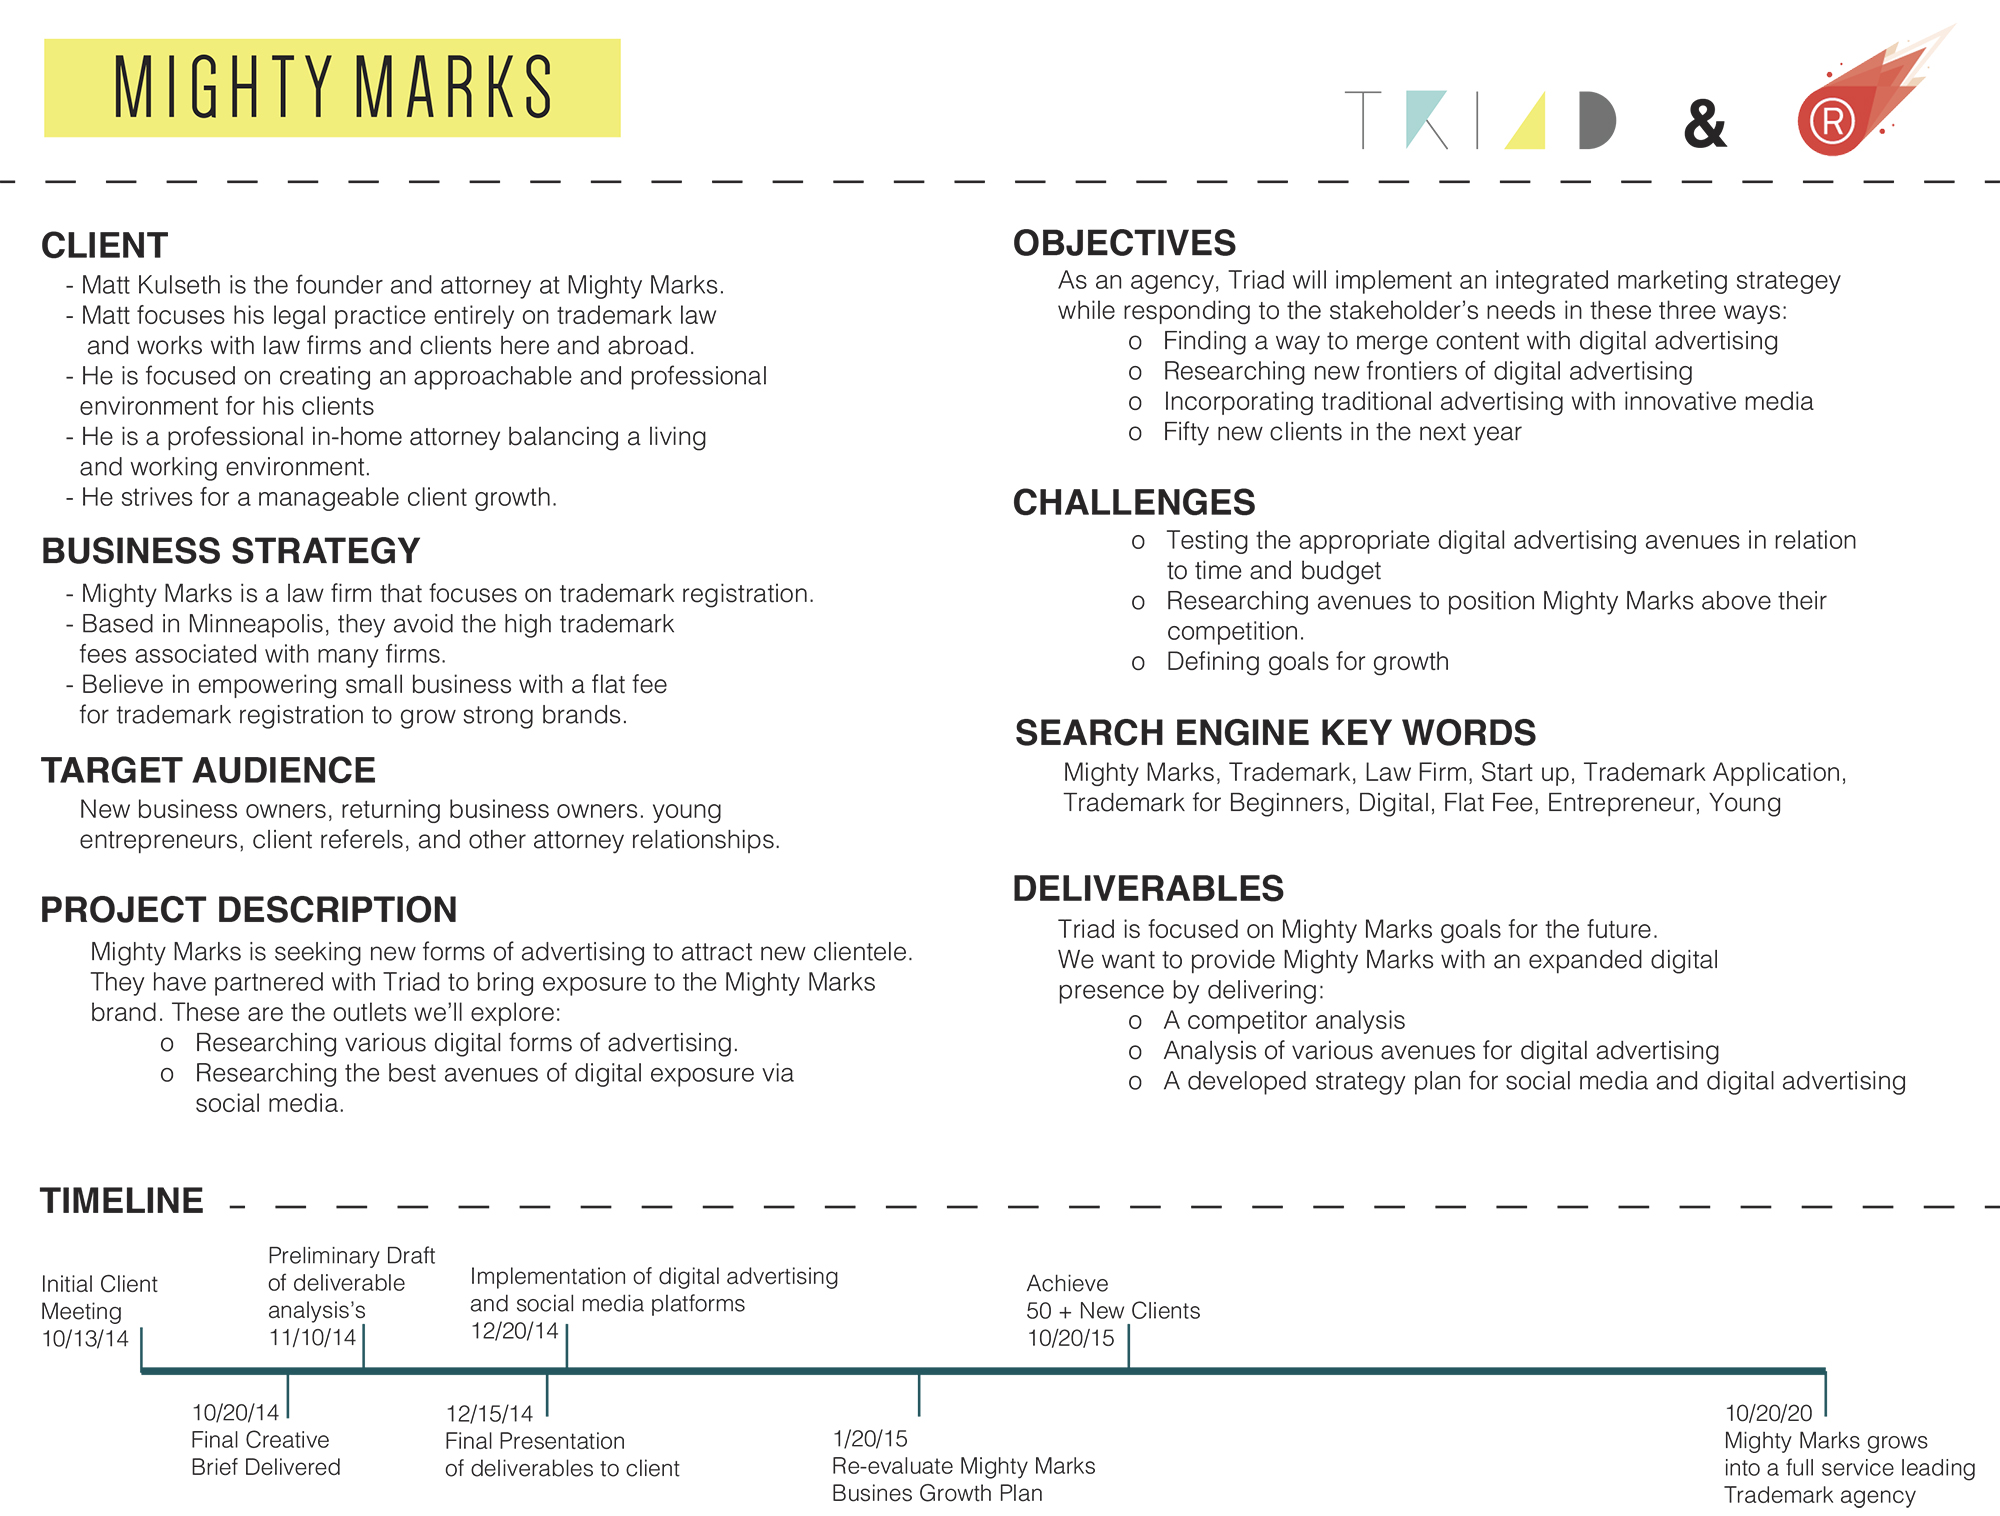 MIGHTY MARKS
TRIAD & ®
CLIENT
- Matt Kulseth is the founder and attorney at Mighty Marks.
- Matt focuses his legal practice entirely on trademark law
and works with law firms and clients here and abroad.
- He is focused on creating an approachable and professional
environment for his clients
- He is a professional in-home attorney balancing a living
and working environment.
- He strives for a manageable client growth.
BUSINESS STRATEGY
- Mighty Marks is a law firm that focuses on trademark registration.
- Based in Minneapolis, they avoid the high trademark
fees associated with many firms.
- Believe in empowering small business with a flat fee
for trademark registration to grow strong brands.
TARGET AUDIENCE
New business owners, returning business owners. young
entrepreneurs, client referels, and other attorney relationships.
PROJECT DESCRIPTION
Mighty Marks is seeking new forms of advertising to attract new clientele.
They have partnered with Triad to bring exposure to the Mighty Marks
brand. These are the outlets we'll explore:
o Researching various digital forms of advertising.
o Researching the best avenues of digital exposure via
social media.
OBJECTIVES
As an agency, Triad will implement an integrated marketing strategey
while responding to the stakeholder's needs in these three ways:
o Finding a way to merge content with digital advertising
o Researching new frontiers of digital advertising
o Incorporating traditional advertising with innovative media
o Fifty new clients in the next year
CHALLENGES
o Testing the appropriate digital advertising avenues in relation
to time and budget
o Researching avenues to position Mighty Marks above their
competition.
o Defining goals for growth
SEARCH ENGINE KEY WORDS
Mighty Marks, Trademark, Law Firm, Start up, Trademark Application,
Trademark for Beginners, Digital, Flat Fee, Entrepreneur, Young
DELIVERABLES
Triad is focused on Mighty Marks goals for the future.
We want to provide Mighty Marks with an expanded digital
presence by delivering:
o A competitor analysis
o Analysis of various avenues for digital advertising
o A developed strategy plan for social media and digital advertising
TIMELINE
Initial Client
Meeting
10/13/14
10/20/14
Final Creative
Brief Delivered
Preliminary Draft
of deliverable
analysis's
11/10/14
12/15/14
Final Presentation
of deliverables to client
Implementation of digital advertising
and social media platforms
12/20/14
1/20/15
Re-evaluate Mighty Marks
Busines Growth Plan
Achieve
50 + New Clients
10/20/15
10/20/20
Mighty Marks grows
into a full service leading
Trademark agency